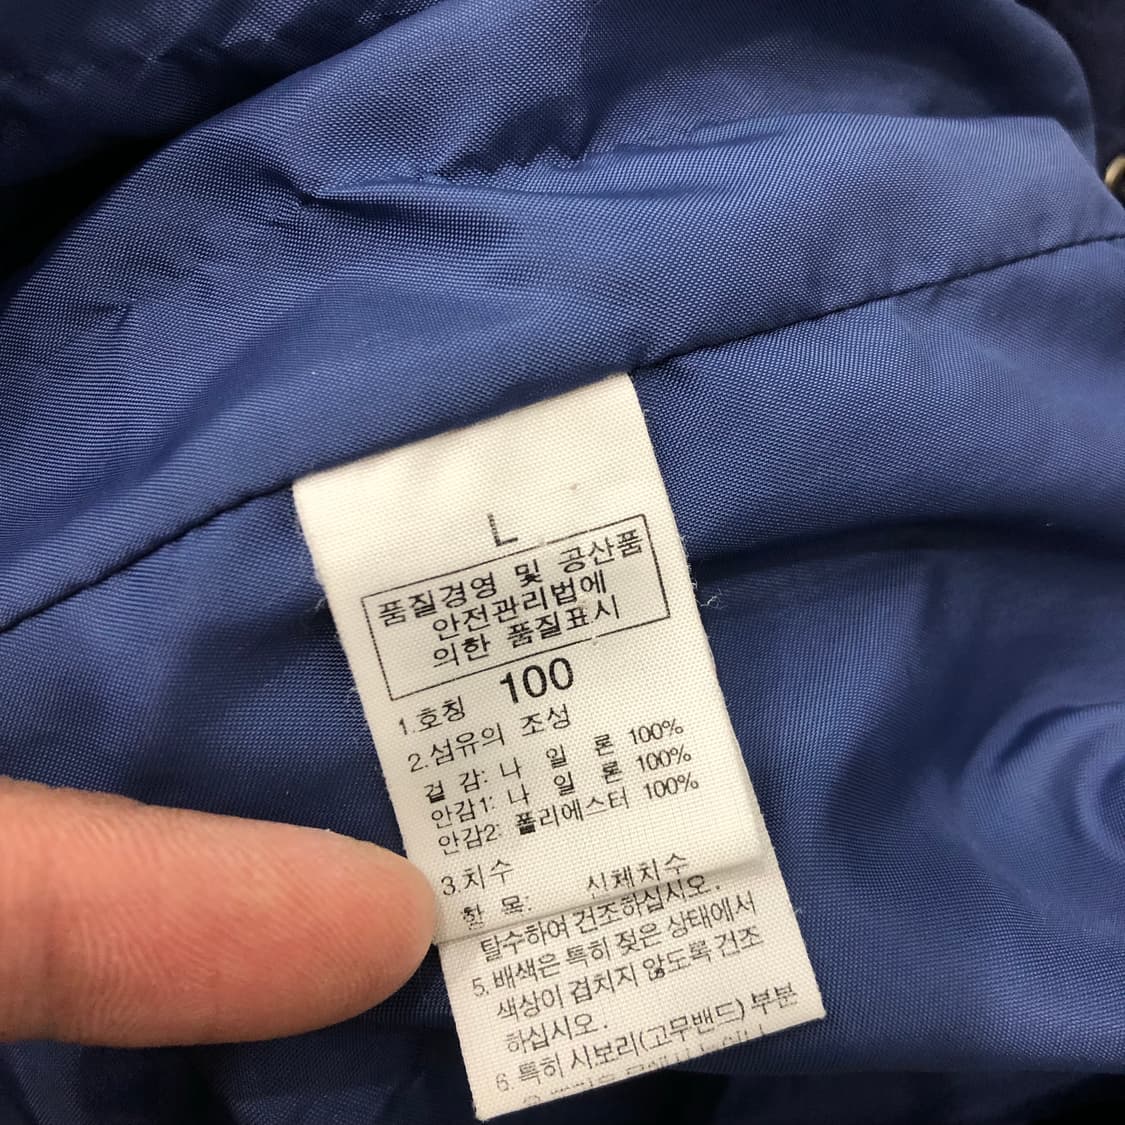 L
품질경영 및 공산품
안전관리법에
의한 품질표시
1.호칭 100
2.섬유의 조성
겉 감: 나 일 론 100%
안감1: 나 일 론 100%
안감2: 폴리에스터 100%
3.치수
항 목: 신체치수
탈수하여 건조하십시오.
5. 배색은 특히 젖은 상태에서
색상이 겹치지 않도록 건조
하십시오.
6. 특히 시보리(고무밴드) 부분